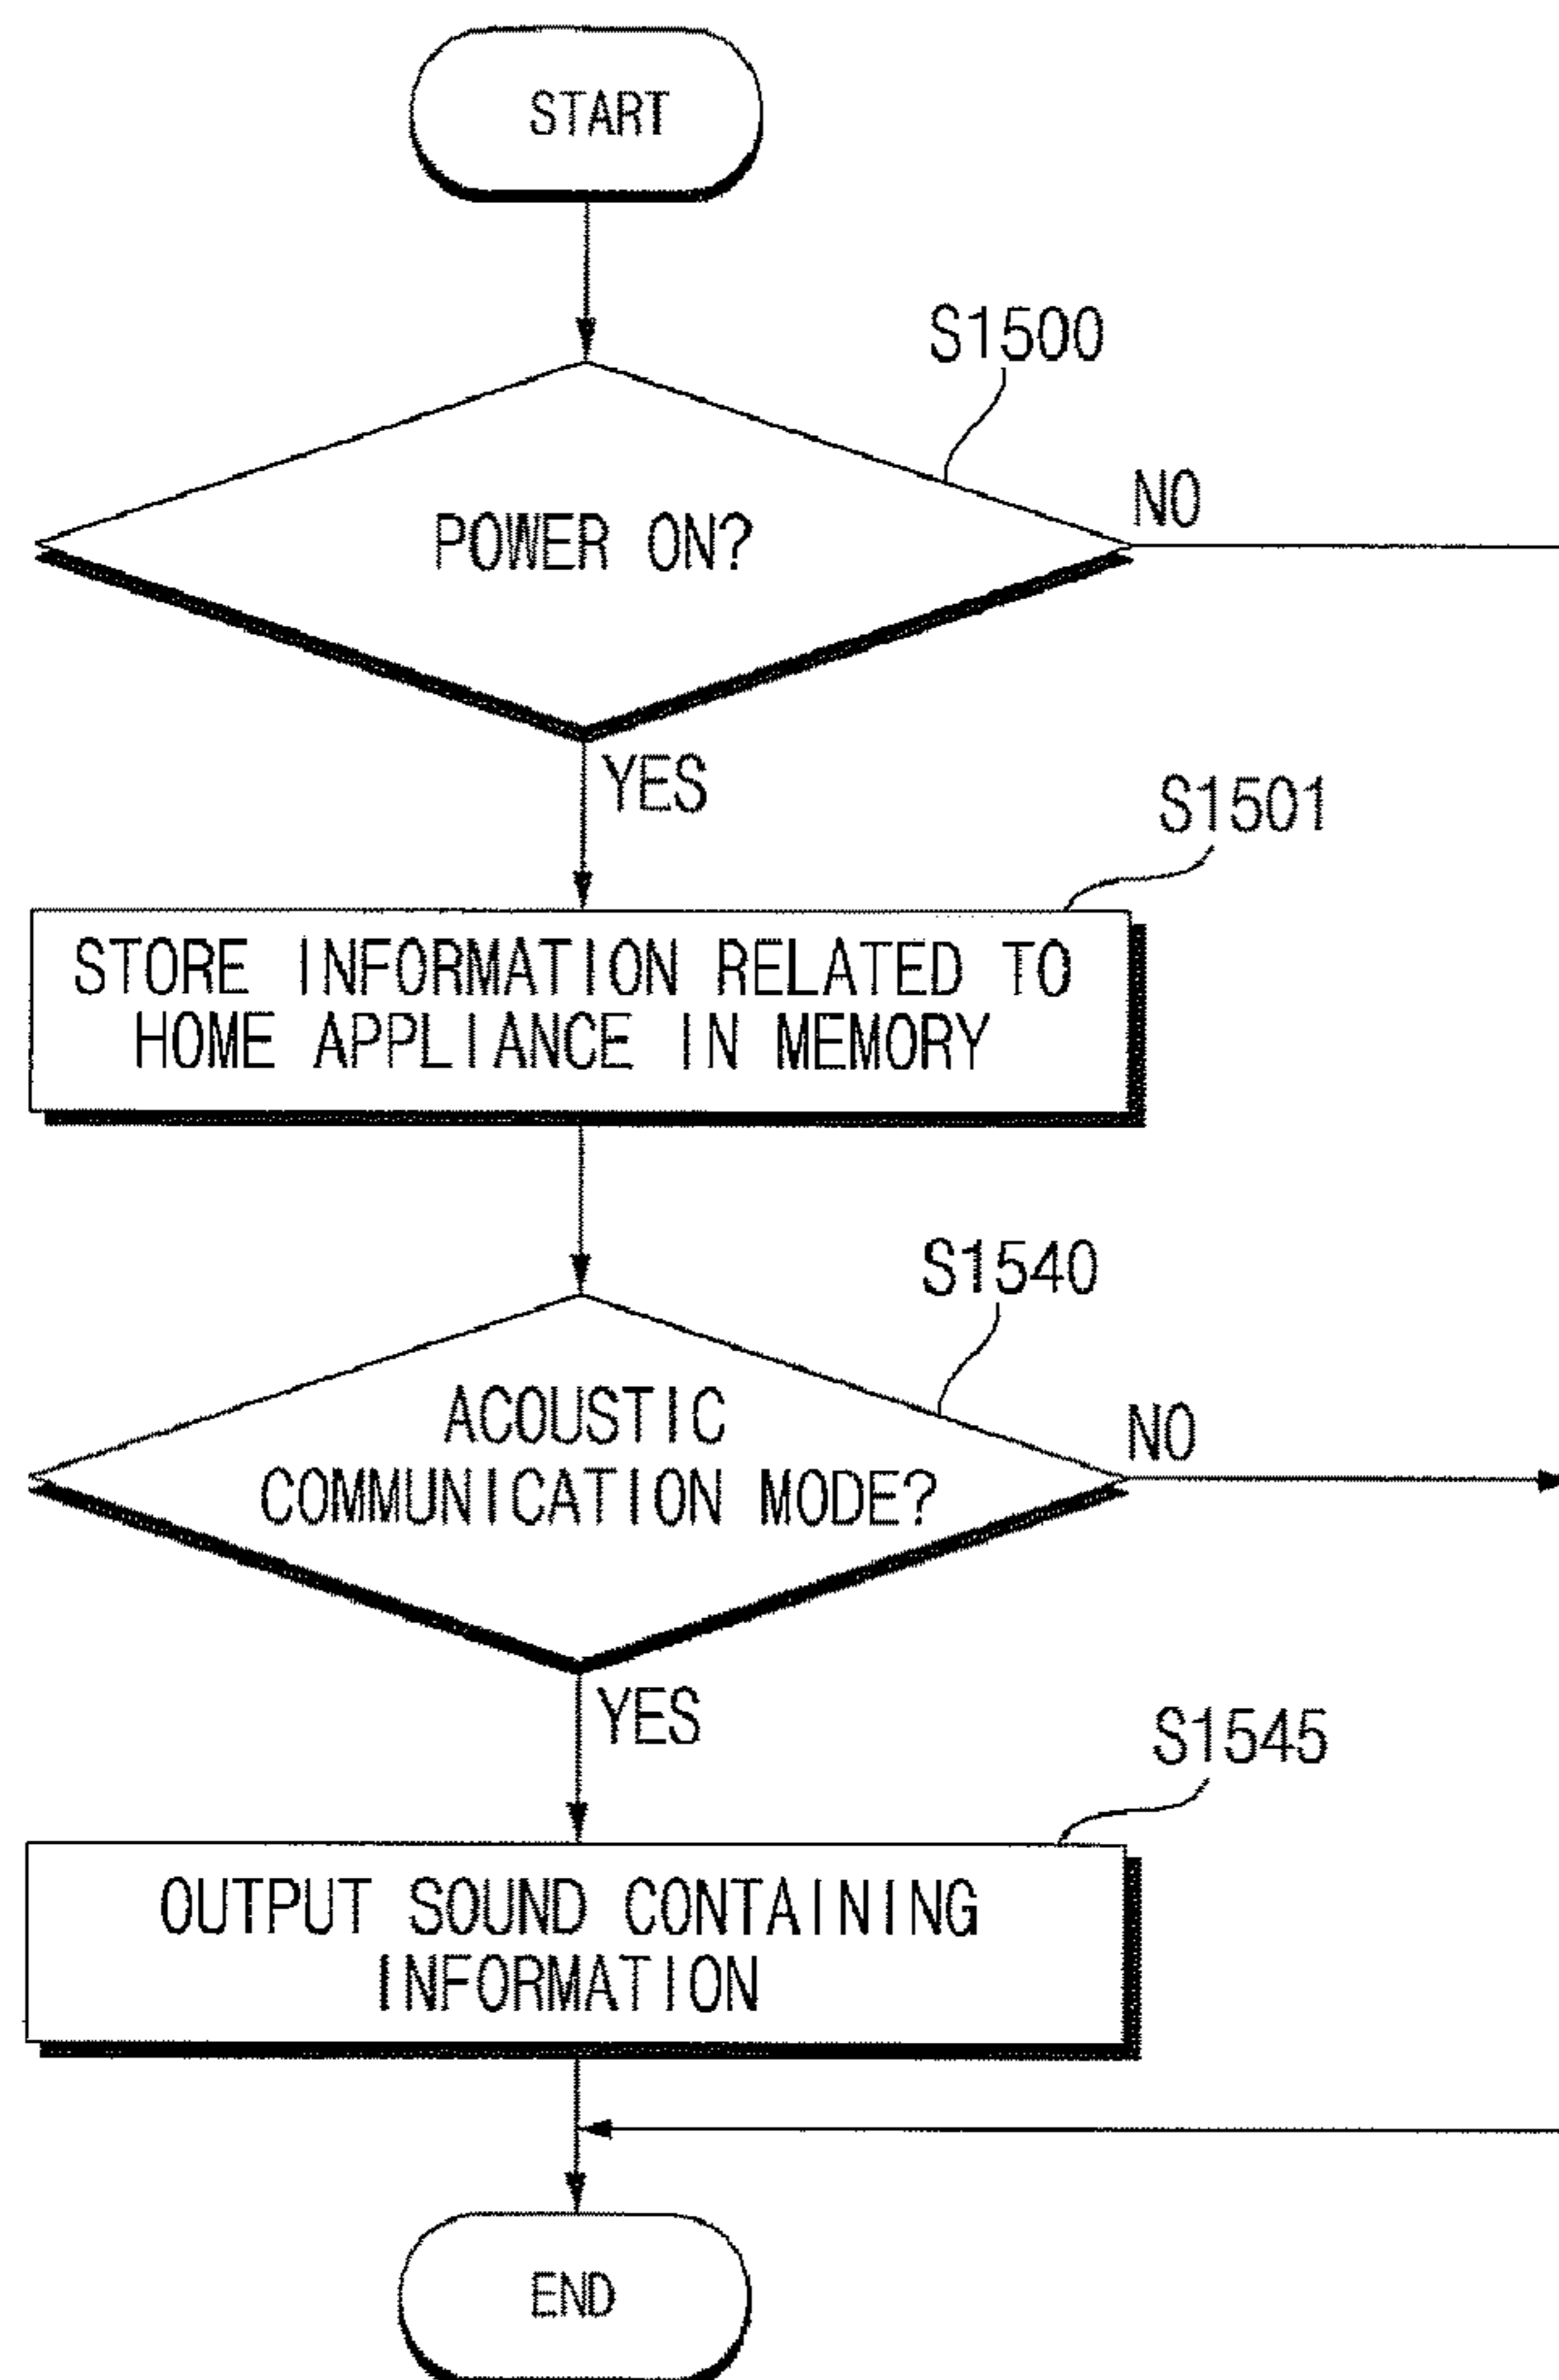 START
S1500
POWER ON?
NO
YES
S1501
STORE INFORMATION RELATED TO
HOME APPLIANCE IN MEMORY
S1540
ACOUSTIC
COMMUNICATION MODE?
NO
YES
S1545
OUTPUT SOUND CONTAINING
INFORMATION
END